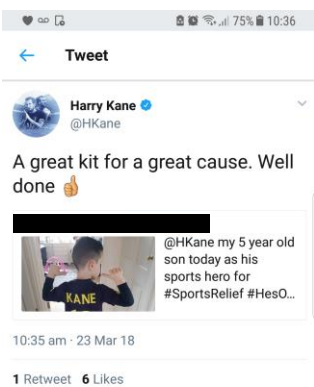 75% 10:36
Tweet
Harry Kane
@HKane
A great kit for a great cause. Well
done 👍
@HKane my 5 year old
son today as his
sports hero for
#SportsRelief #HesO...
KANE
10:35 am · 23 Mar 18
1 Retweet 6 Likes